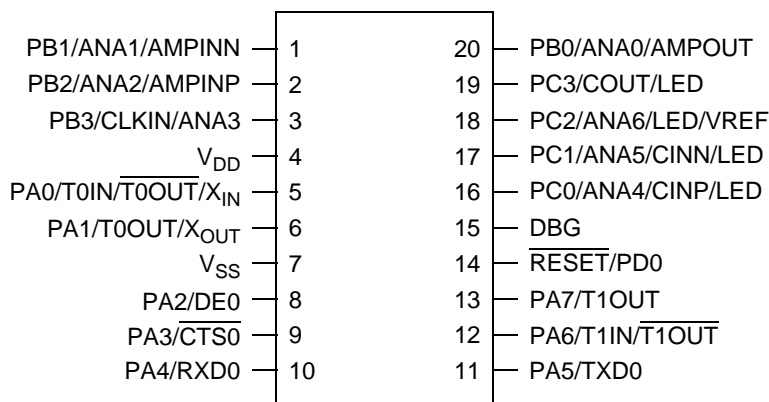 PB1/ANA1/AMPINN 1 20 PB0/ANA0/AMPOUT
PB2/ANA2/AMPINP 2 19 PC3/COUT/LED
PB3/CLKIN/ANA3 3 18 PC2/ANA6/LED/VREF
VDD 4 17 PC1/ANA5/CINN/LED
PA0/T0IN/T0OUT/XIN 5 16 PC0/ANA4/CINP/LED
PA1/T0OUT/XOUT 6 15 DBG
VSS 7 14 RESET/PD0
PA2/DE0 8 13 PA7/T1OUT
PA3/CTS0 9 12 PA6/T1IN/T1OUT
PA4/RXD0 10 11 PA5/TXD0